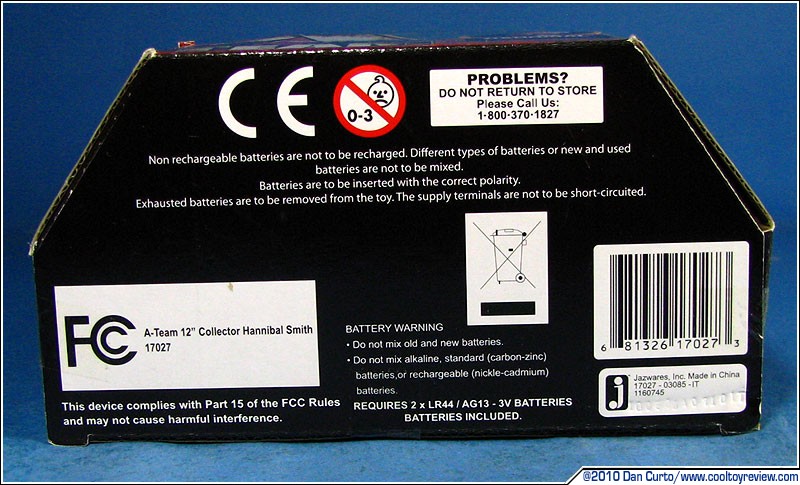 CE
0-3
PROBLEMS?
DO NOT RETURN TO STORE
Please Call Us:
1-800-370-1827
Non rechargeable batteries are not to be recharged. Different types of batteries or new and used
batteries are not to be mixed.
Batteries are to be inserted with the correct polarity.
Exhausted batteries are to be removed from the toy. The supply terminals are not to be short-circuited.
FCC
A-Team 12" Collector Hannibal Smith
17027
This device complies with Part 15 of the FCC Rules
and may not cause harmful interference.
BATTERY WARNING
• Do not mix old and new batteries.
• Do not mix alkaline, standard (carbon-zinc)
batteries,or rechargeable (nickle-cadmium)
batteries.
REQUIRES 2 x LR44 / AG13 - 3V BATTERIES
BATTERIES INCLUDED.
6 81326 17027 3
j
Jazwares, Inc. Made in China
17027 - 03085 -IT
1160745
©2010 Dan Curto/www.cooltoyreview.com